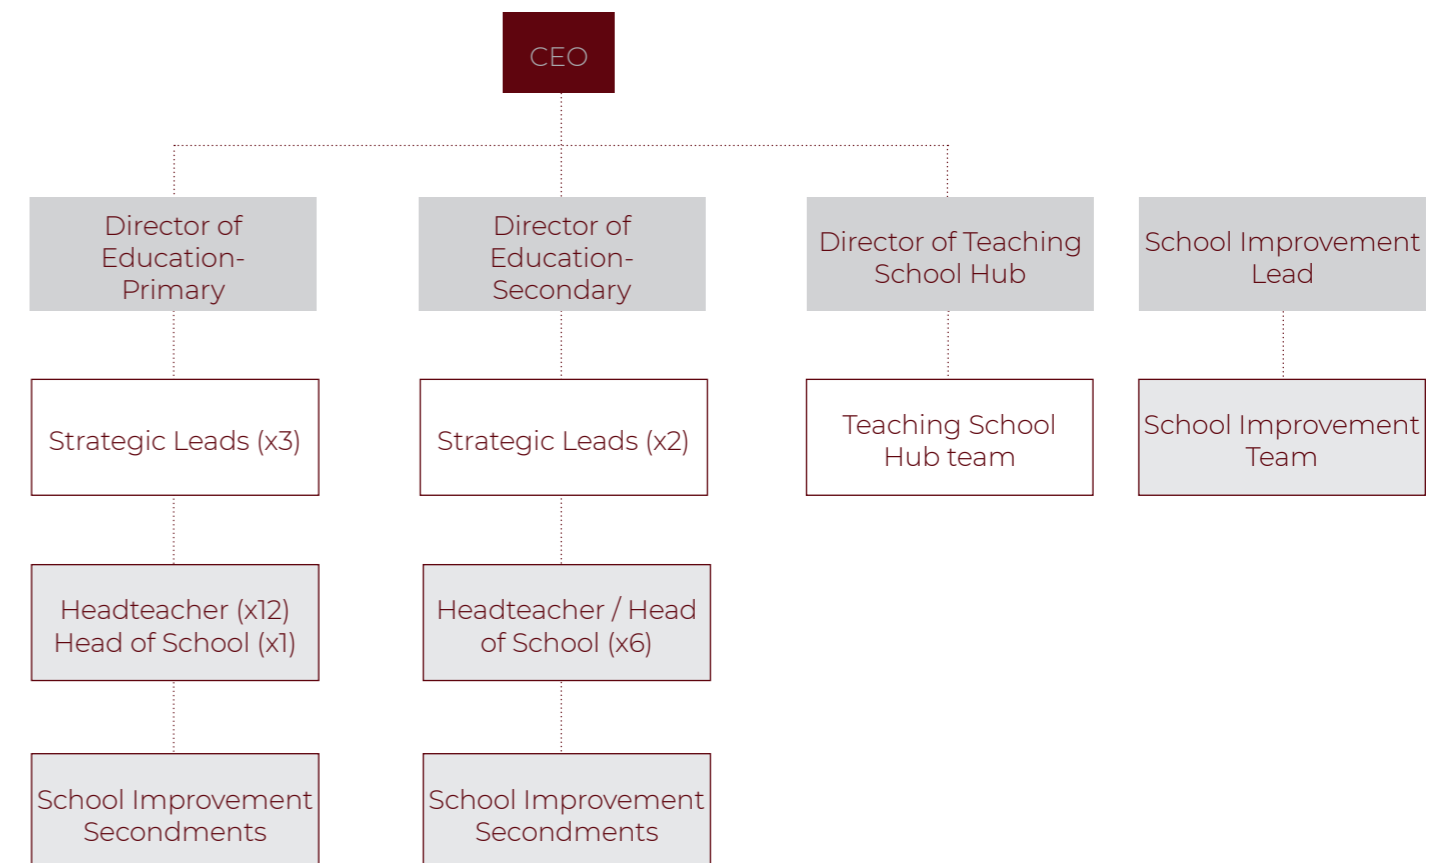 CEO
Director of
Education-
Primary
Director of
Education-
Secondary
Director of Teaching
School Hub
School Improvement
Lead
Strategic Leads (x3)
Strategic Leads (x2)
Teaching School
Hub team
School Improvement
Team
Headteacher (x12)
Head of School (x1)
Headteacher / Head
of School (x6)
School Improvement
Secondments
School Improvement
Secondments